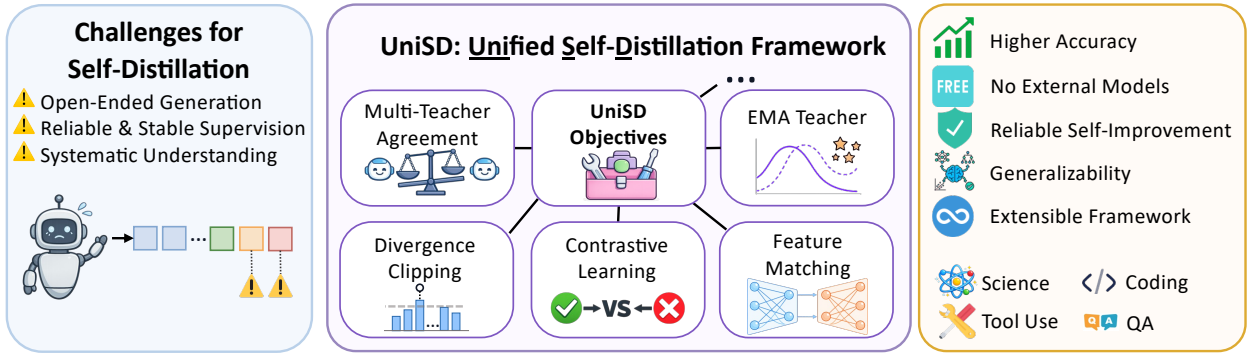 Challenges for
Self-Distillation
Open-Ended Generation
Reliable & Stable Supervision
Systematic Understanding
...
UniSD: Unified Self-Distillation Framework
...
Multi-Teacher
Agreement
UniSD
Objectives
EMA Teacher
Divergence
Clipping
...
Contrastive
Learning
VS
Feature
Matching
Higher Accuracy
FREE
No External Models
Reliable Self-Improvement
Generalizability
Extensible Framework
Science
</> Coding
Tool Use
Q A QA